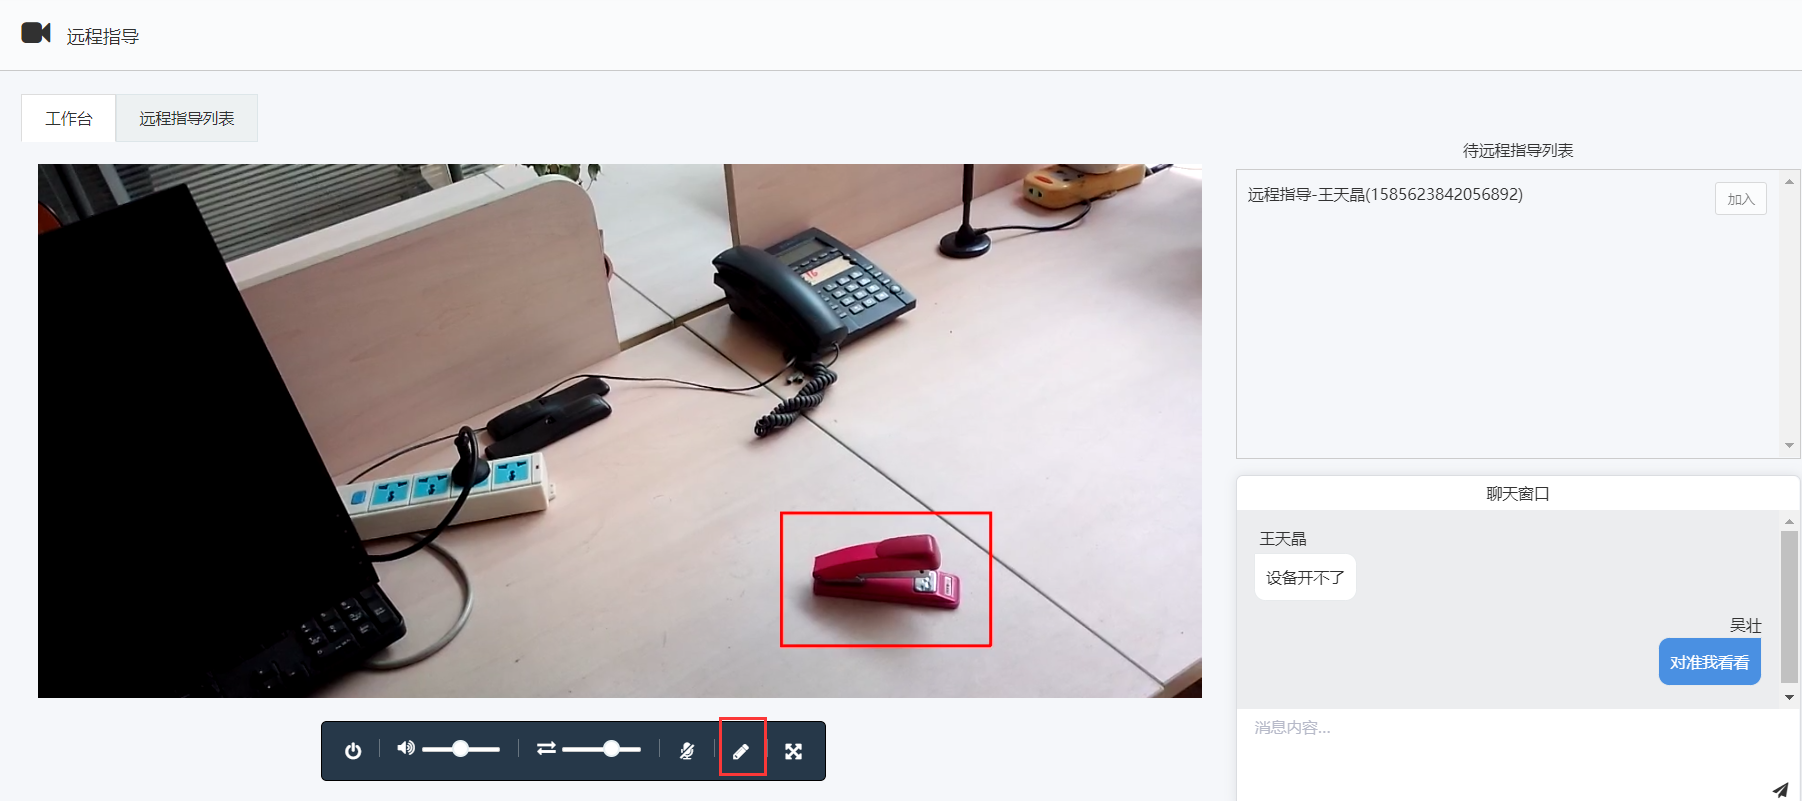 远程指导
工作台
远程指导列表
待远程指导列表
远程指导-王天晶(1585623842056892)
加入
聊天窗口
王天晶
设备开不了
吴壮
对准我看看
消息内容...